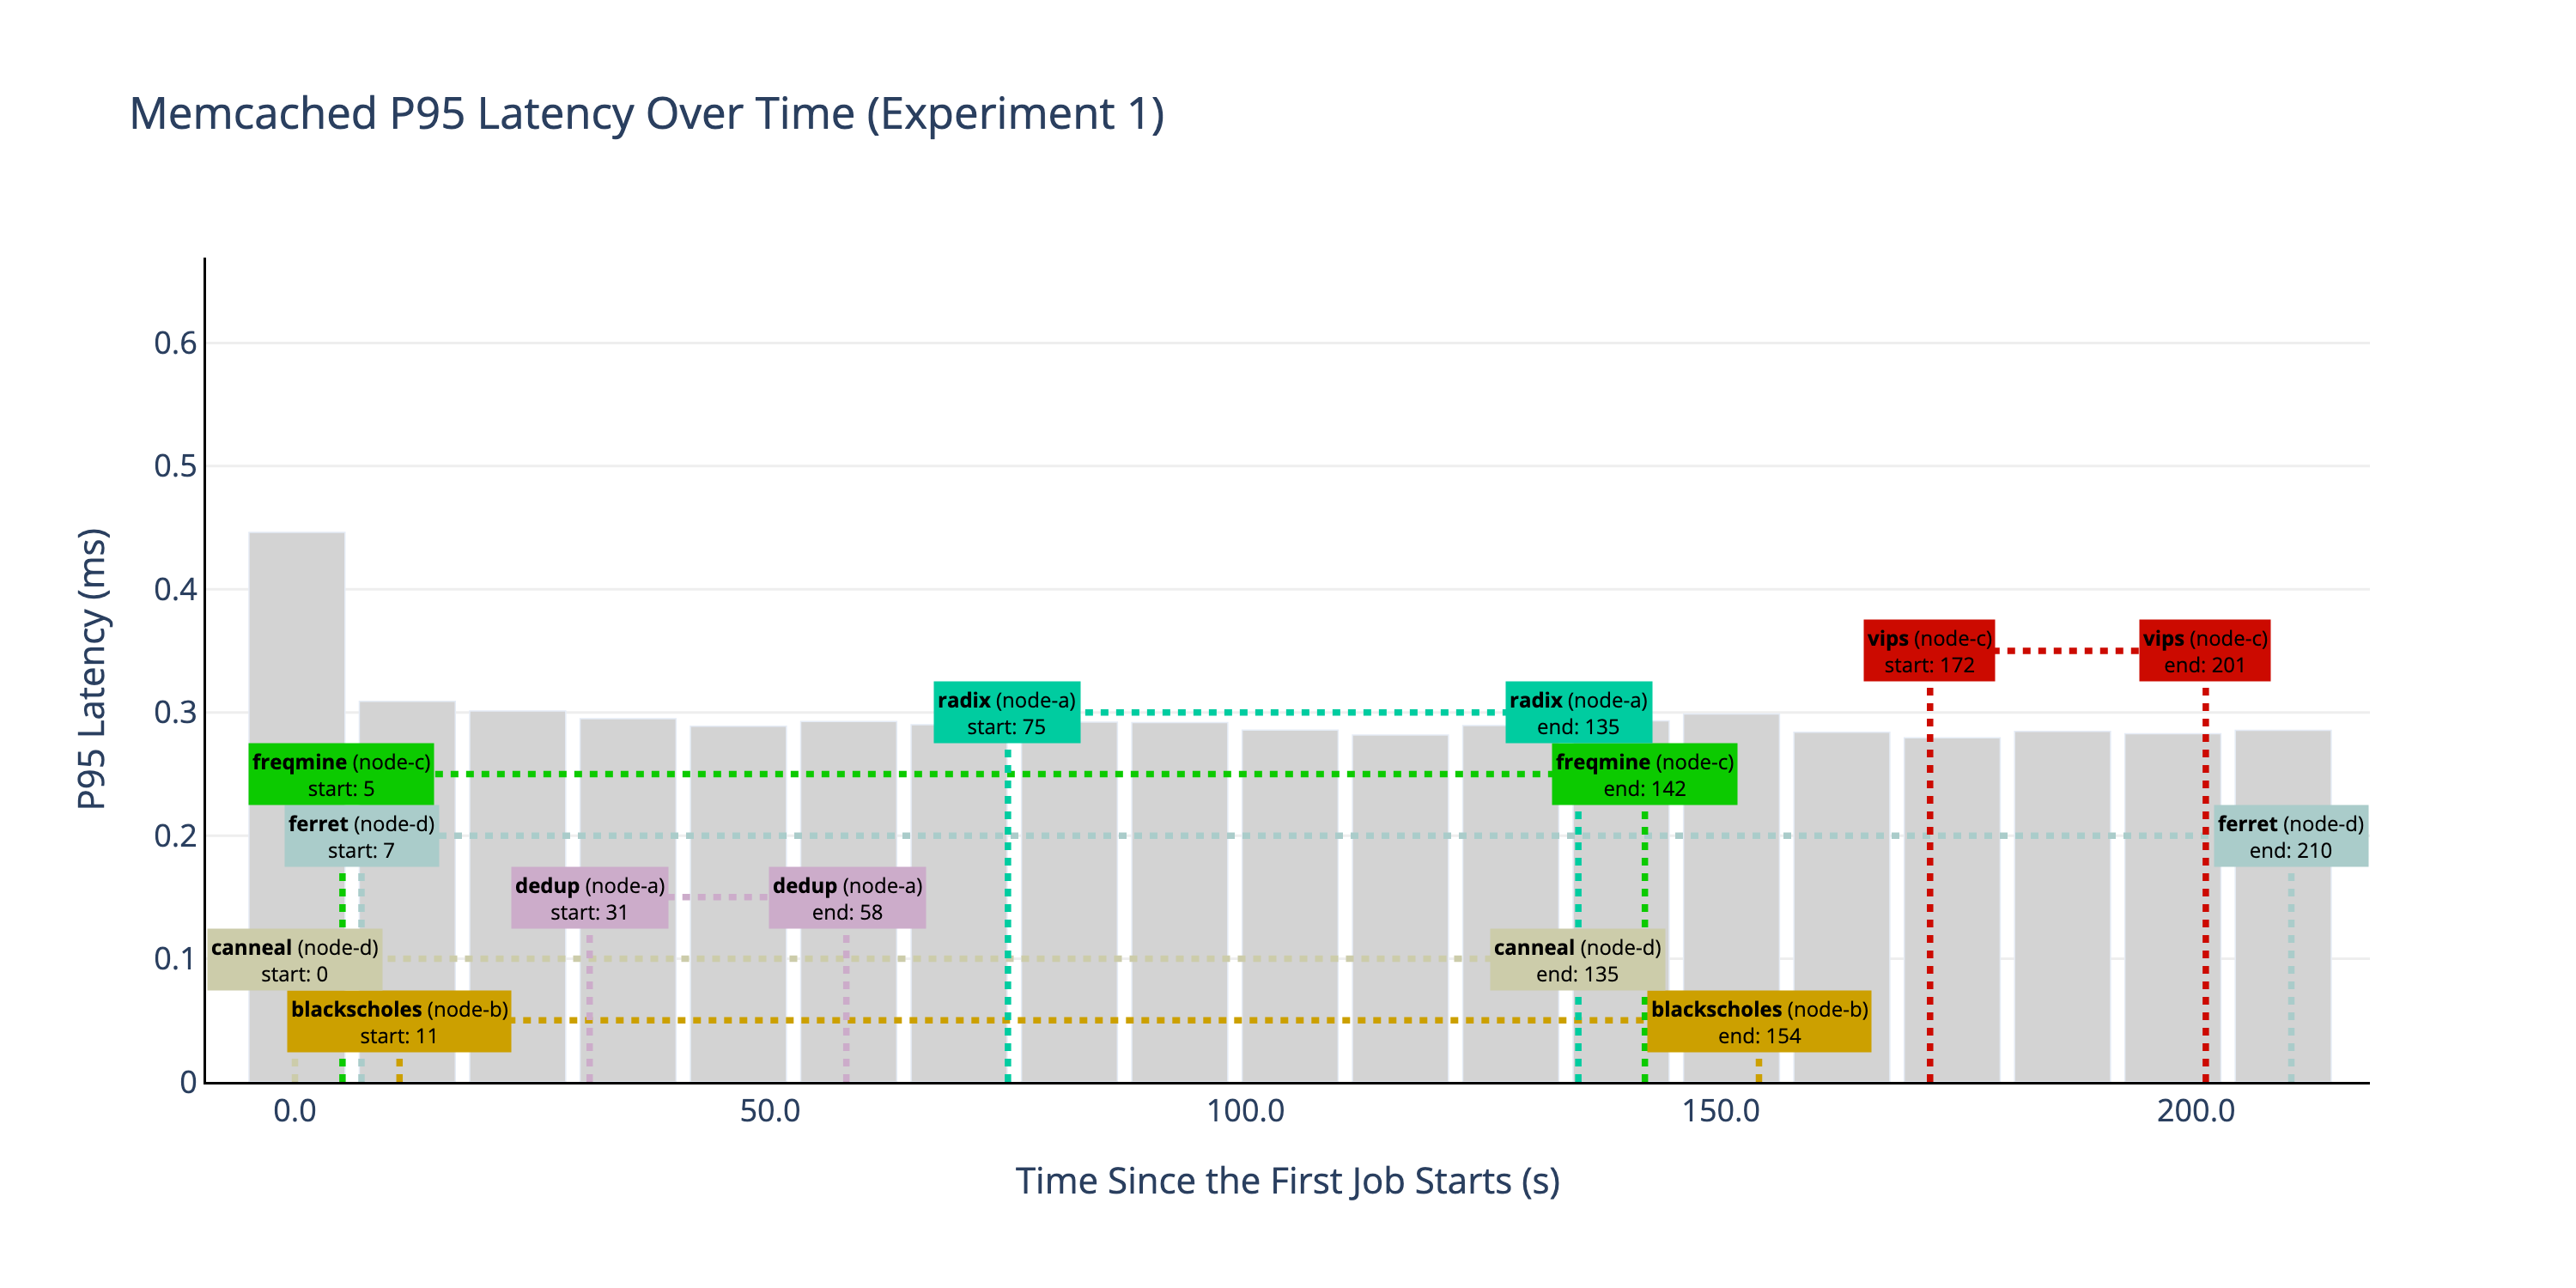 Memcached P95 Latency Over Time (Experiment 1)
P95 Latency (ms)
0.6
0.5
0.4
0.3
0.2
0.1
0
vips (node-c)
start: 172
vips (node-c)
end: 201
radix (node-a)
start: 75
radix (node-a)
end: 135
freqmine (node-c)
start: 5
freqmine (node-c)
end: 142
ferret (node-d)
start: 7
ferret (node-d)
end: 210
dedup (node-a)
start: 31
dedup (node-a)
end: 58
canneal (node-d)
start: 0
canneal (node-d)
end: 135
blackscholes (node-b)
start: 11
blackscholes (node-b)
end: 154
0.0
50.0
100.0
150.0
200.0
Time Since the First Job Starts (s)